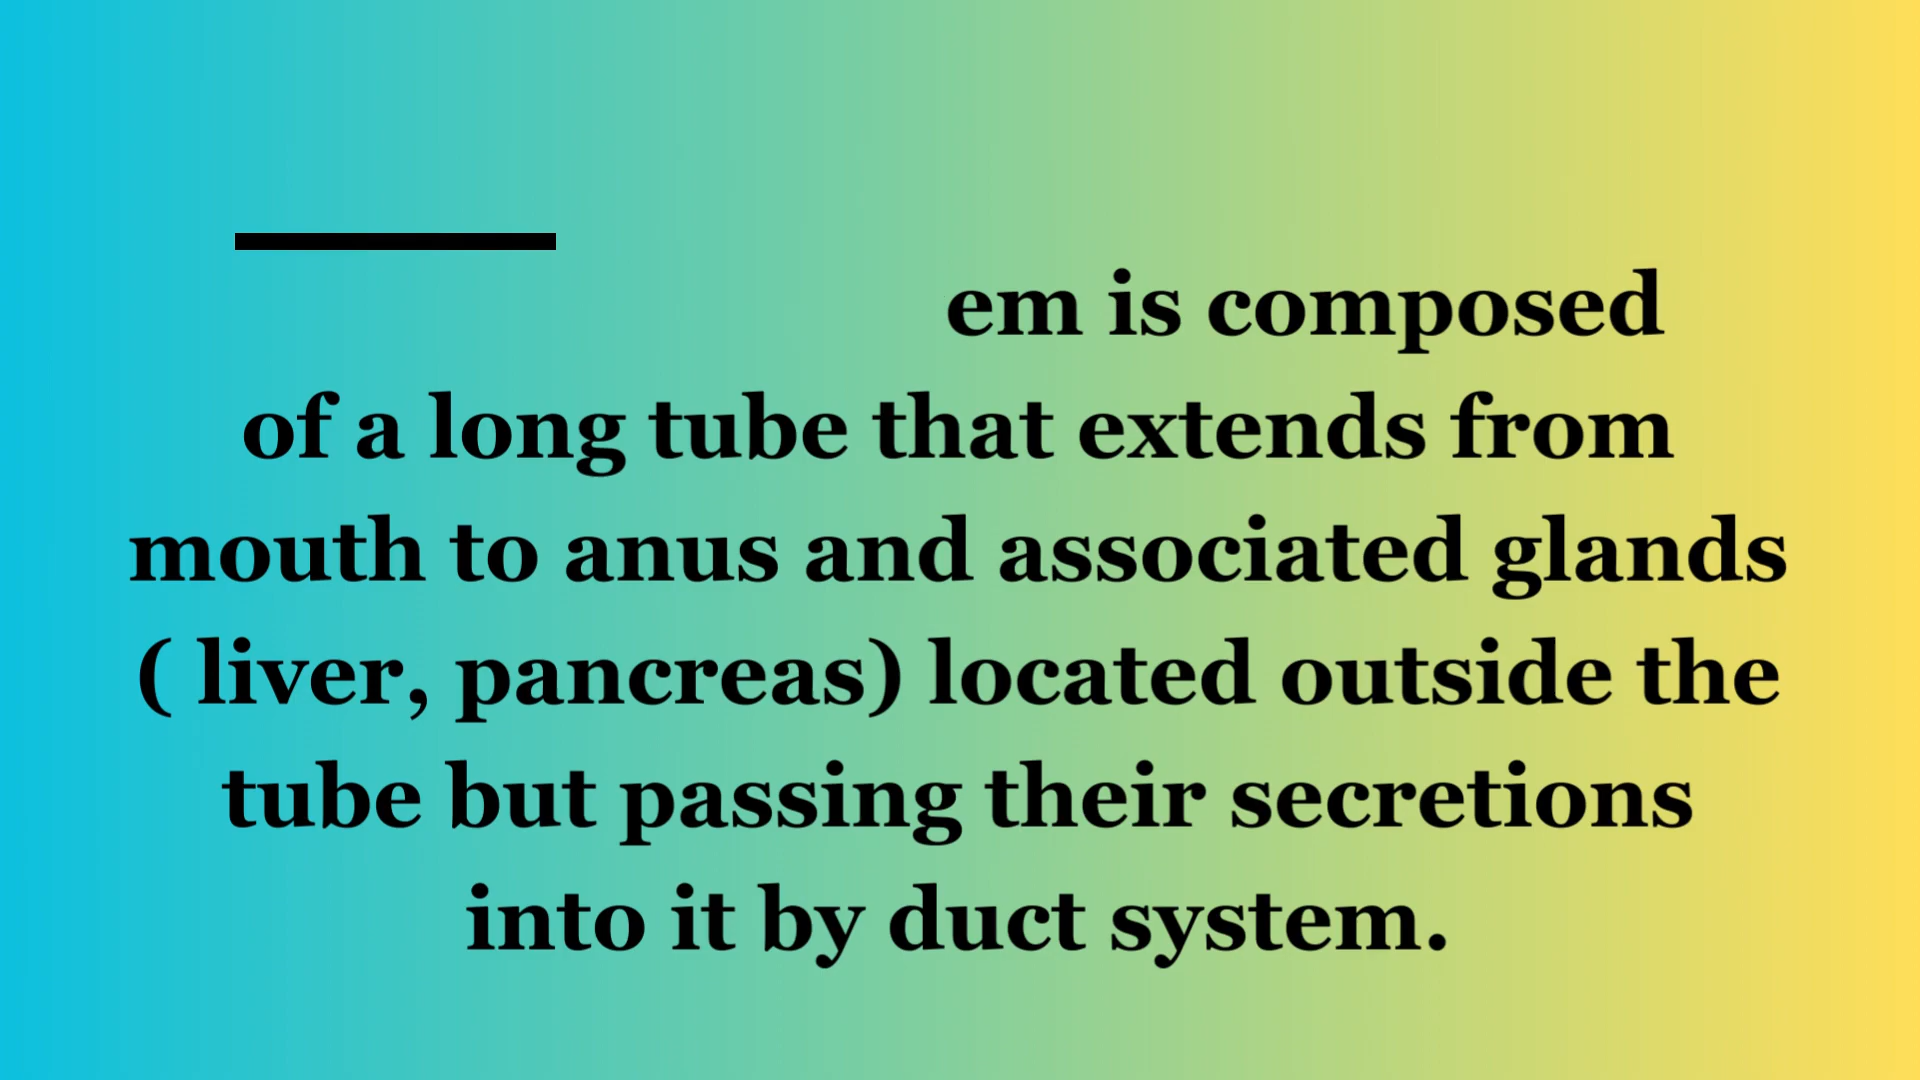 em is composed
of a long tube that extends from
mouth to anus and associated glands
( liver, pancreas) located outside the
tube but passing their secretions
into it by duct system.